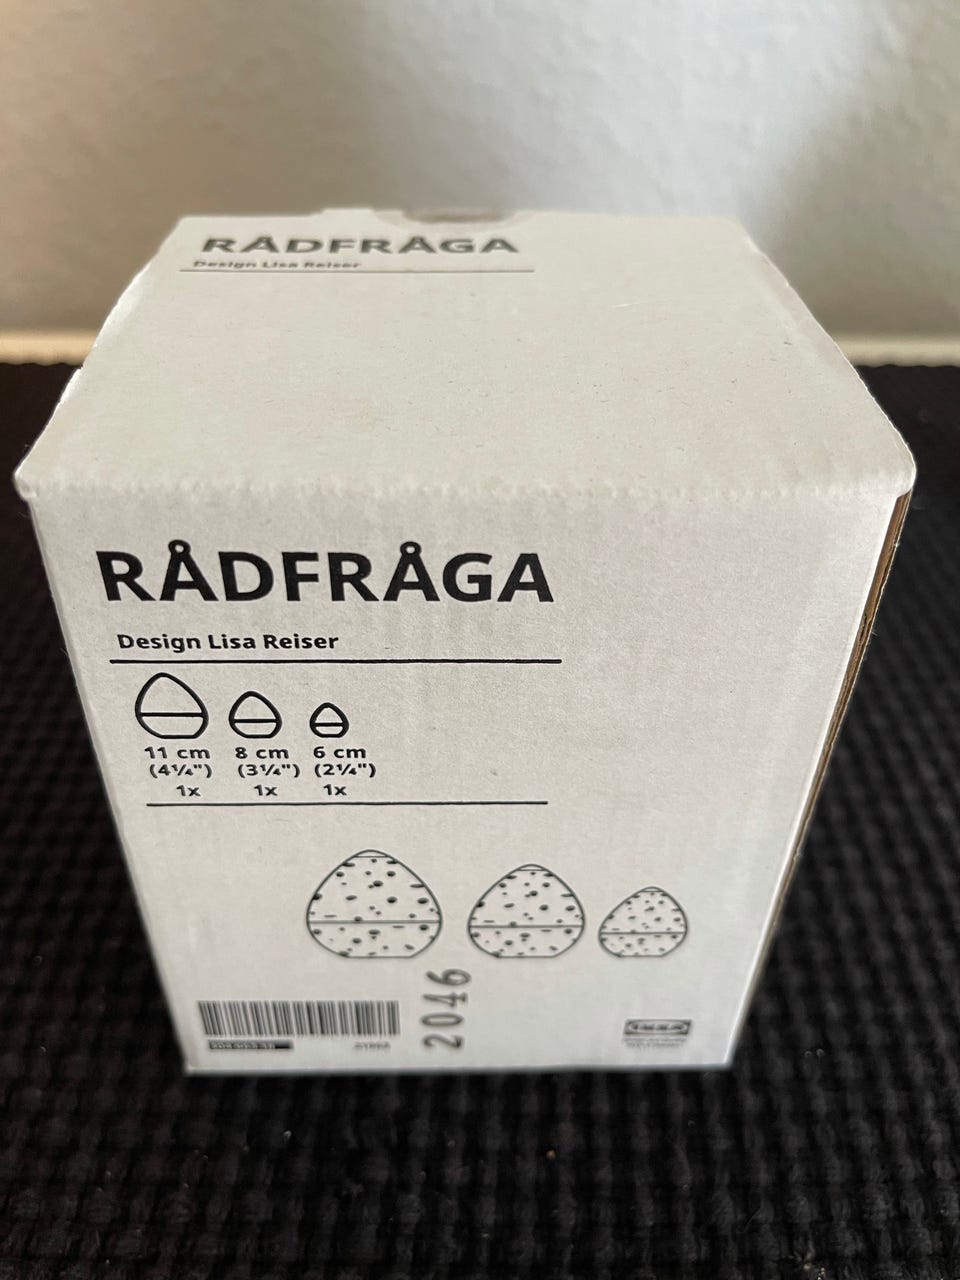 RÅDFRÅGA
Design Lisa Reiser
RÅDFRÅGA
Design Lisa Reiser
11 cm 8 cm 6 cm
(4¼") (3¼") (2¼")
1x 1x 1x
2046
IKEA